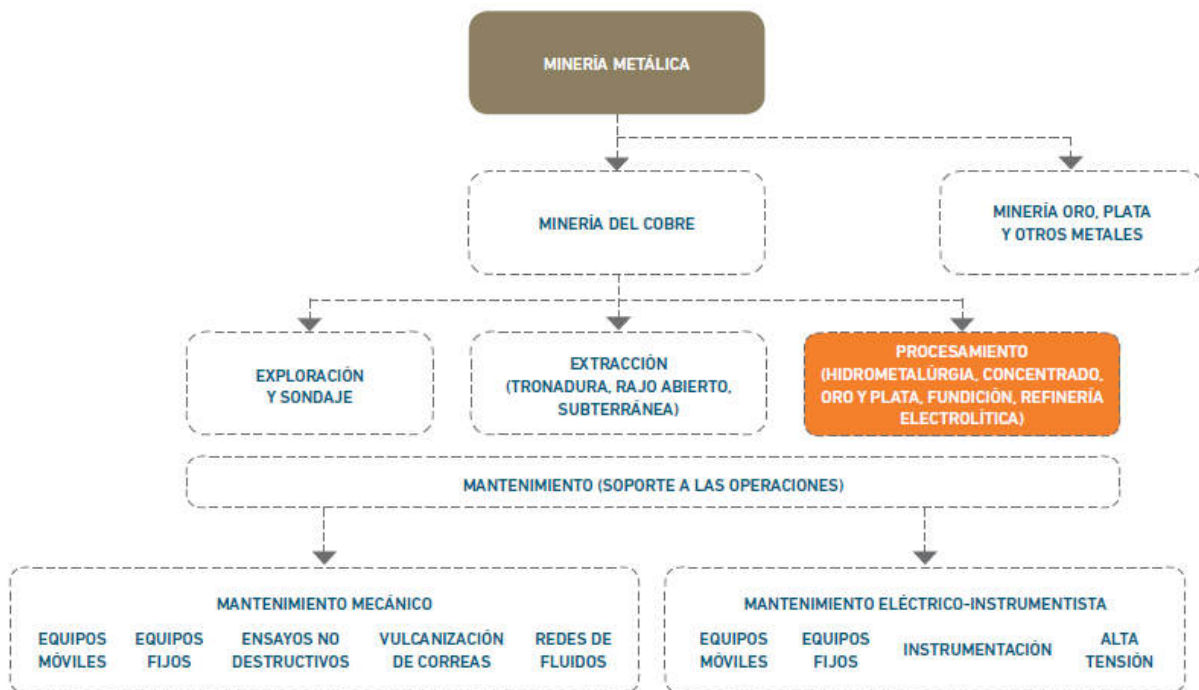 MINERÍA METÁLICA
MINERÍA DEL COBRE
MINERÍA ORO, PLATA
Y OTROS METALES
EXPLORACIÓN
Y SONDAJE
EXTRACCIÓN
(TRONADURA, RAJO ABIERTO,
SUBTERRÁNEA)
PROCESAMIENTO
(HIDROMETALÚRGIA, CONCENTRADO,
ORO Y PLATA, FUNDICIÓN, REFINERÍA
ELECTROLÍTICA)
MANTENIMIENTO (SOPORTE A LAS OPERACIONES)
MANTENIMIENTO MECÁNICO
EQUIPOS
MÓVILES
EQUIPOS
FIJOS
ENSAYOS NO
DESTRUCTIVOS
VULCANIZACIÓN
DE CORREAS
REDES DE
FLUIDOS
MANTENIMIENTO ELÉCTRICO-INSTRUMENTISTA
EQUIPOS
MÓVILES
EQUIPOS
FIJOS
INSTRUMENTACIÓN
ALTA
TENSIÓN